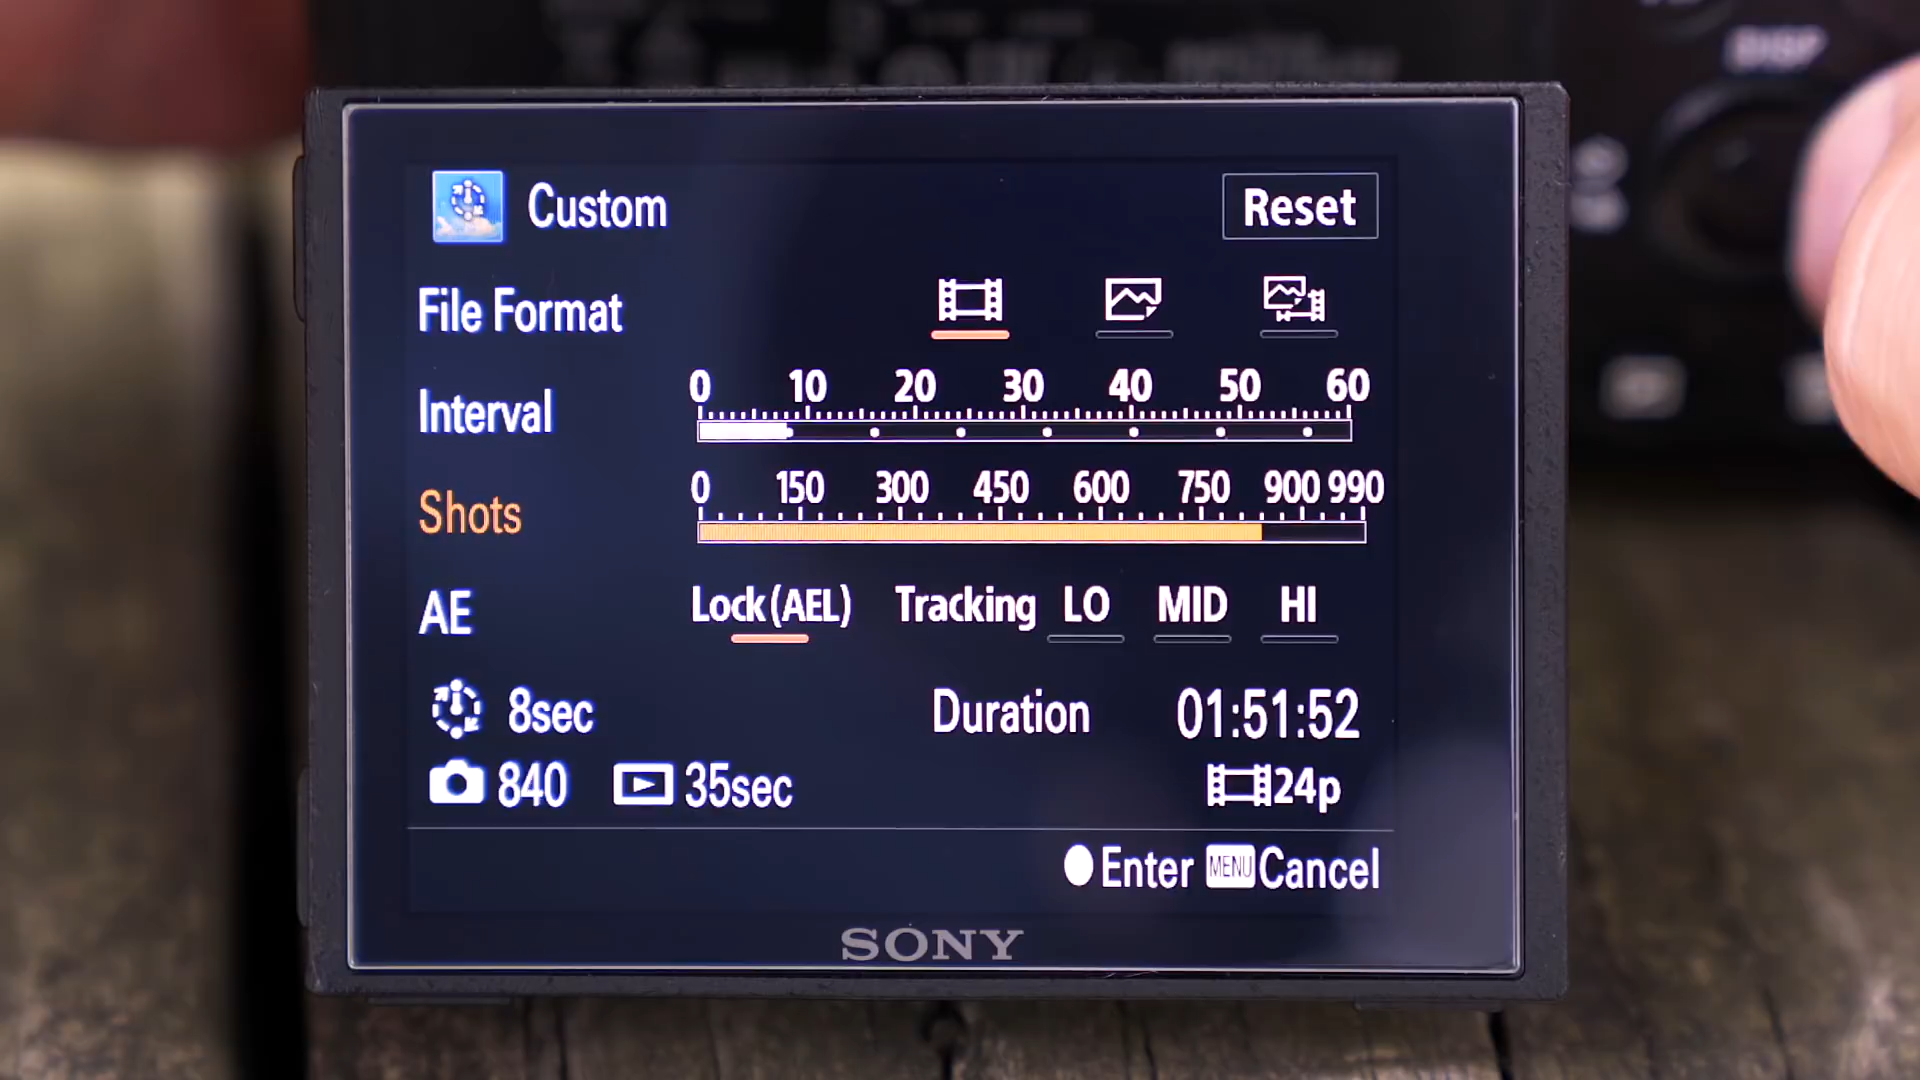 DISP
Custom
Reset
File Format
0 10 20 30 40 50 60
Interval
0 150 300 450 600 750 900 990
Shots
AE Lock(AEL) Tracking LO MID HI
8sec Duration 01:51:52
840 35sec 24p
Enter MENU Cancel
SONY